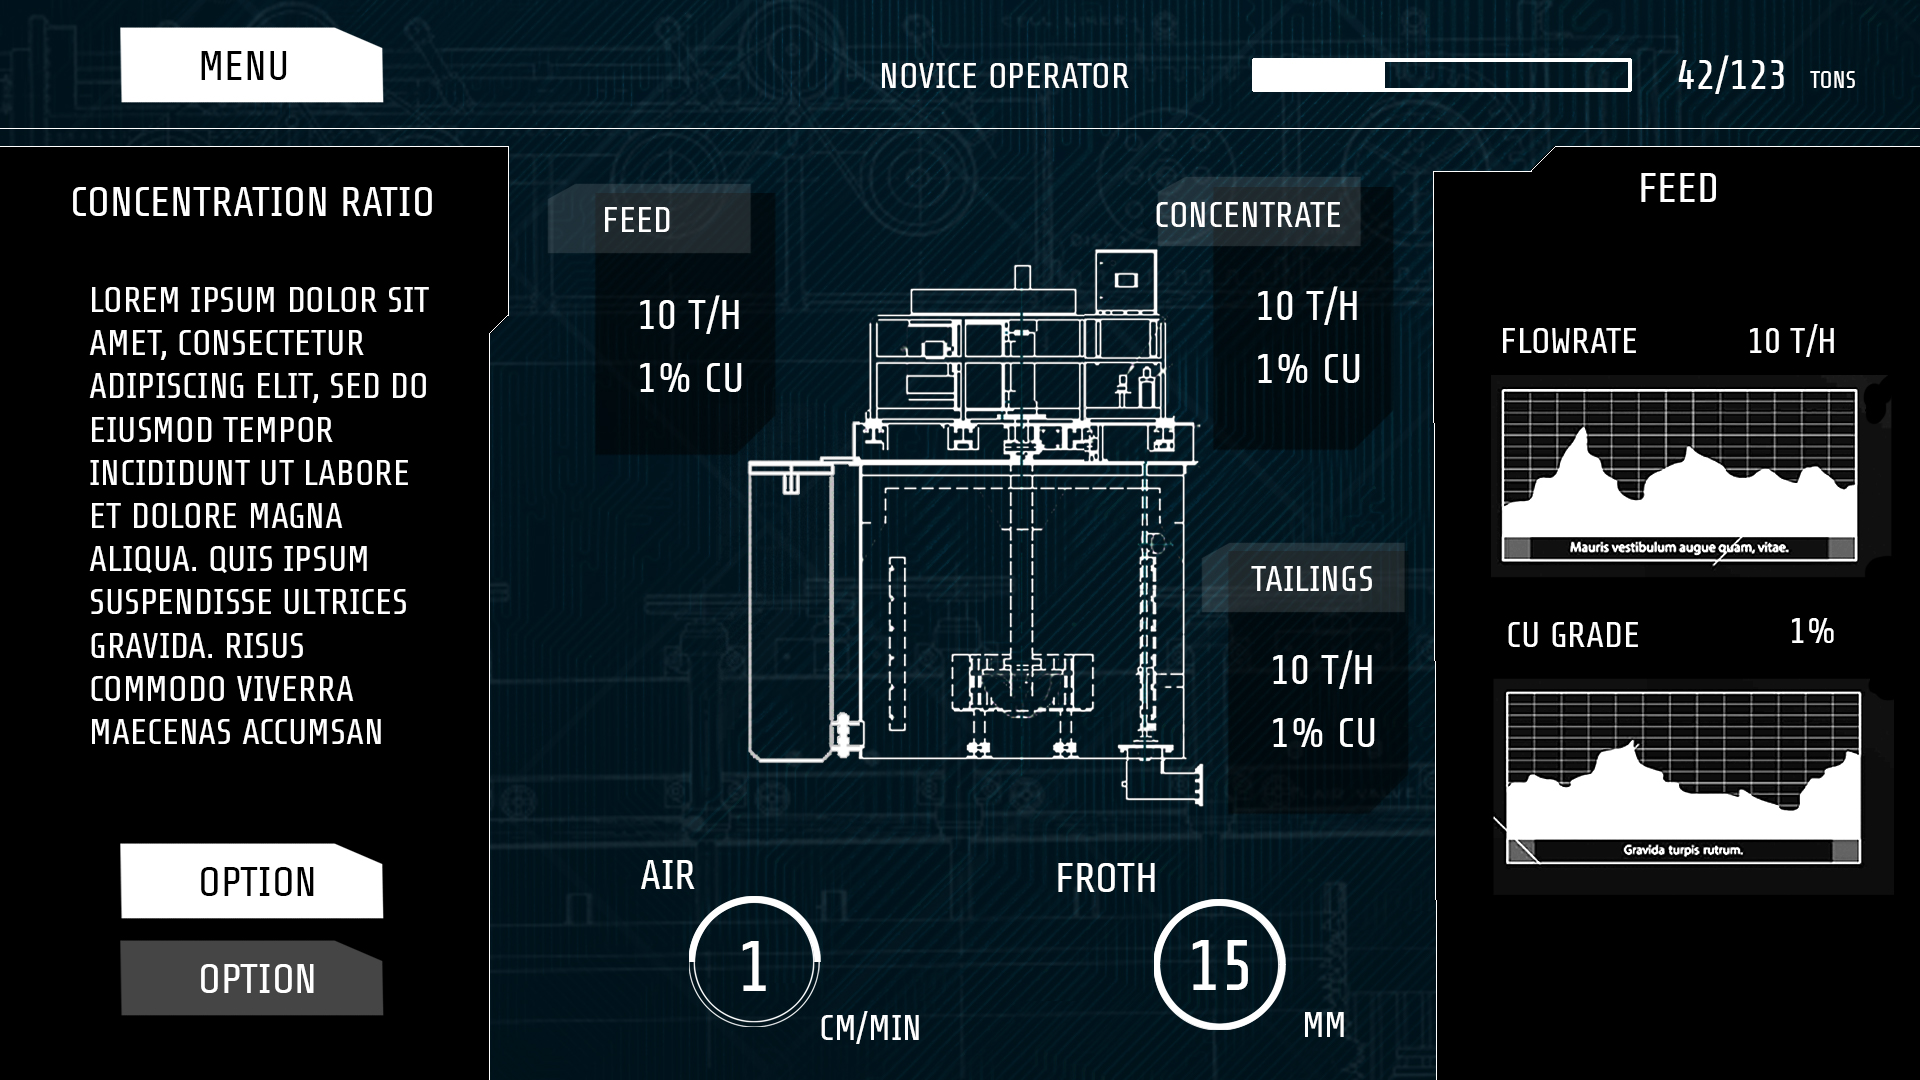 MENU
NOVICE OPERATOR
42/123 TONS
CONCENTRATION RATIO
LOREM IPSUM DOLOR SIT
AMET, CONSECTETUR
ADIPISCING ELIT, SED DO
EIUSMOD TEMPOR
INCIDIDUNT UT LABORE
ET DOLORE MAGNA
ALIQUA. QUIS IPSUM
SUSPENDISSE ULTRICES
GRAVIDA. RISUS
COMMODO VIVERRA
MAECENAS ACCUMSAN
OPTION
OPTION
FEED
10 T/H
1% CU
CONCENTRATE
10 T/H
1% CU
TAILINGS
10 T/H
1% CU
AIR
1
CM/MIN
FROTH
15
MM
FEED
FLOWRATE 10 T/H
Mauris vestibulum augue quam, vitae.
CU GRADE 1%
Gravida turpis rutrum.